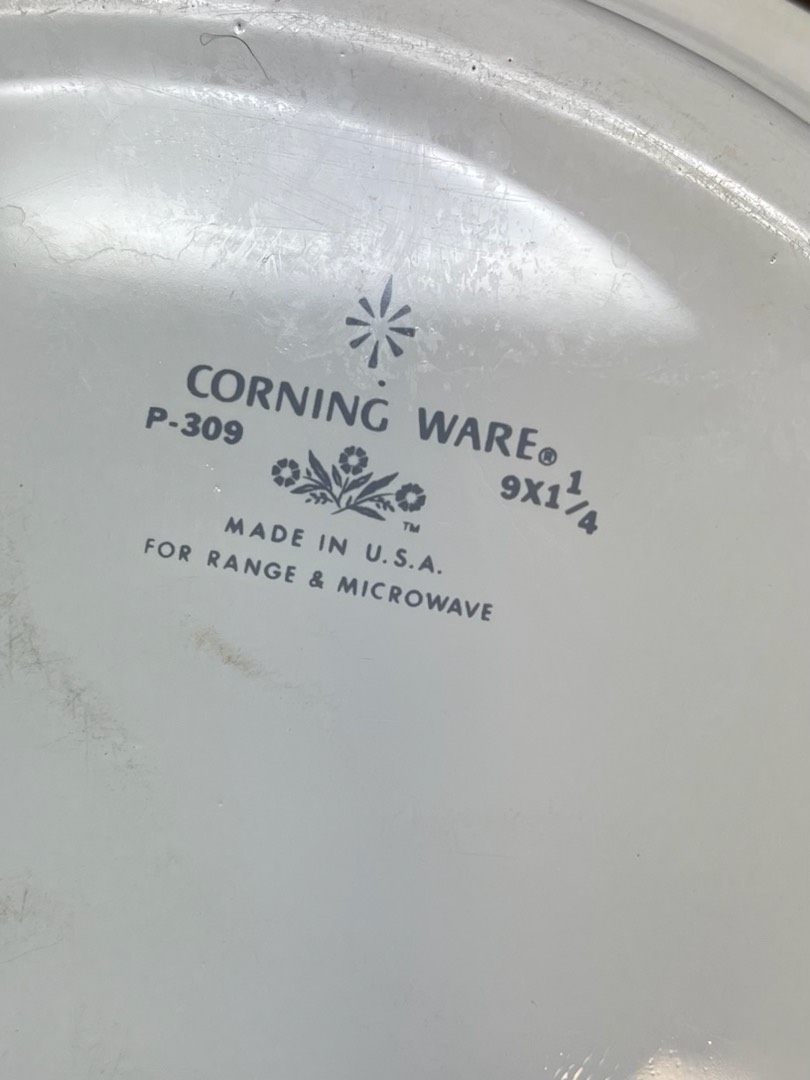 CORNING WARE®
P-309
9X1 1/4
™
MADE IN U.S.A.
FOR RANGE & MICROWAVE